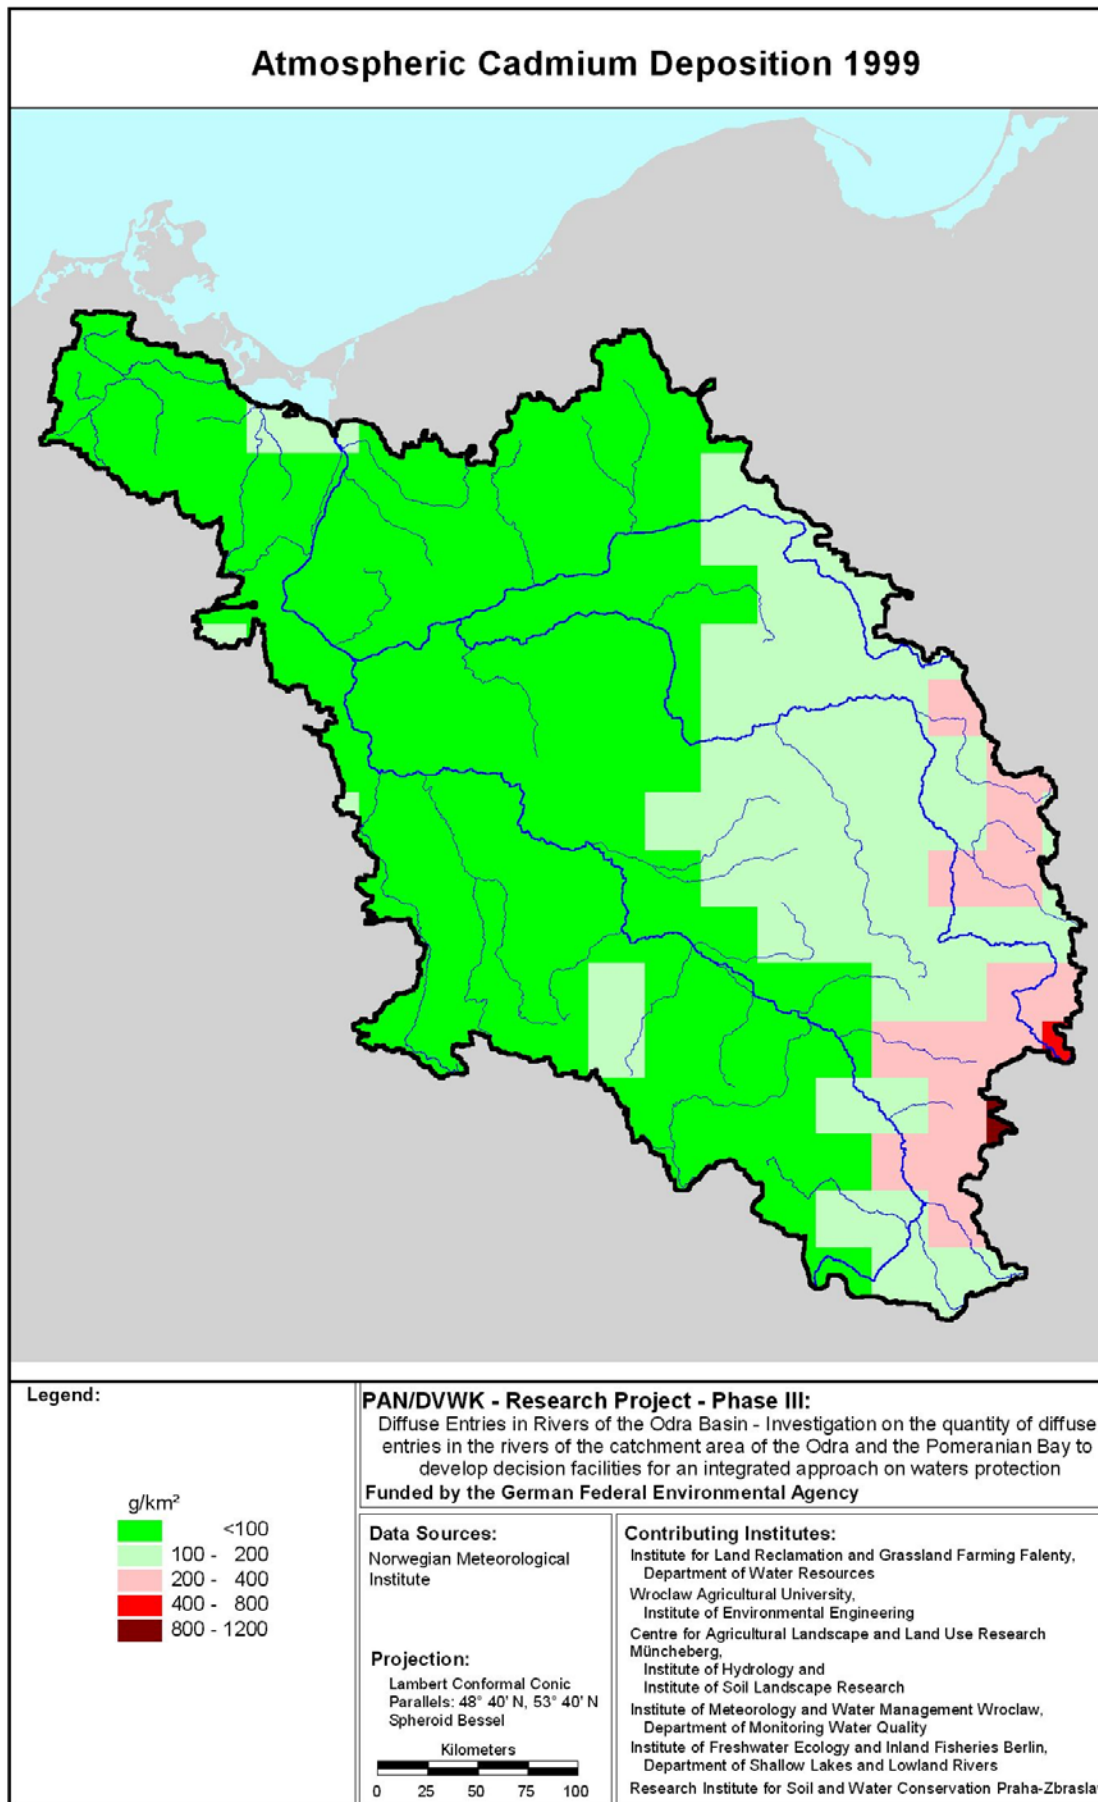 Atmospheric Cadmium Deposition 1999
Legend:
g/km²
<100
100 - 200
200 - 400
400 - 800
800 - 1200
PAN/DVWK - Research Project - Phase III:
Diffuse Entries in Rivers of the Odra Basin - Investigation on the quantity of diffuse
entries in the rivers of the catchment area of the Odra and the Pomeranian Bay to
develop decision facilities for an integrated approach on waters protection
Funded by the German Federal Environmental Agency
Data Sources:
Norwegian Meteorological
Institute
Projection:
Lambert Conformal Conic
Parallels: 48° 40' N, 53° 40' N
Spheroid Bessel
Kilometers
0 25 50 75 100
Contributing Institutes:
Institute for Land Reclamation and Grassland Farming Falenty,
Department of Water Resources
Wroclaw Agricultural University,
Institute of Environmental Engineering
Centre for Agricultural Landscape and Land Use Research
Müncheberg,
Institute of Hydrology and
Institute of Soil Landscape Research
Institute of Meteorology and Water Management Wroclaw,
Department of Monitoring Water Quality
Institute of Freshwater Ecology and Inland Fisheries Berlin,
Department of Shallow Lakes and Lowland Rivers
Research Institute for Soil and Water Conservation